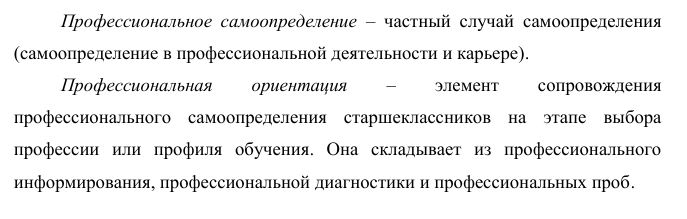 Профессиональное самоопределение – частный случай самоопределения
(самоопределение в профессиональной деятельности и карьере).
Профессиональная ориентация – элемент сопровождения
профессионального самоопределения старшеклассников на этапе выбора
профессии или профиля обучения. Она складывает из профессионального
информирования, профессиональной диагностики и профессиональных проб.